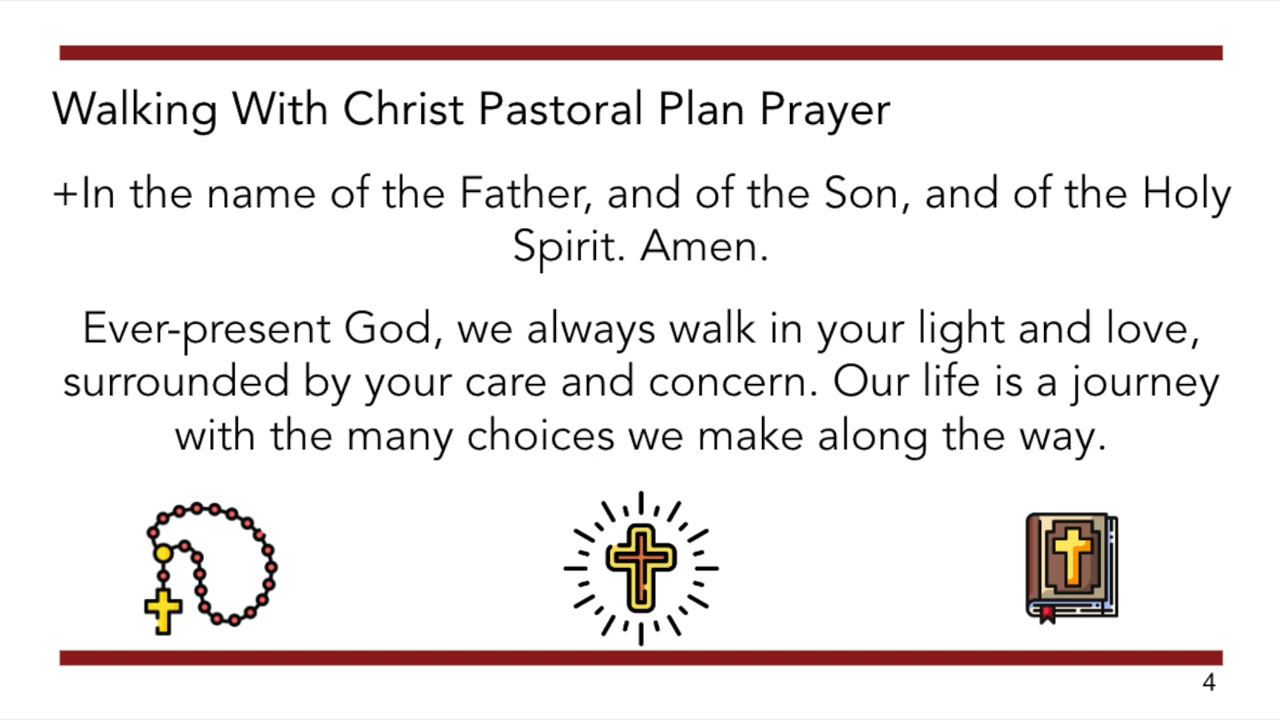 Walking With Christ Pastoral Plan Prayer
+In the name of the Father, and of the Son, and of the Holy
Spirit. Amen.
Ever-present God, we always walk in your light and love,
surrounded by your care and concern. Our life is a journey
with the many choices we make along the way.
4